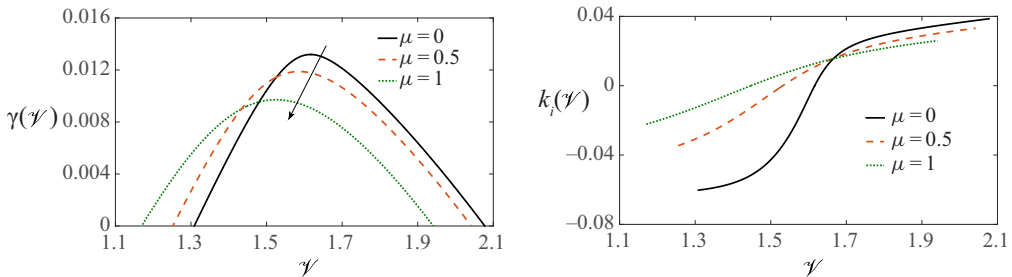 0.016
0.012
0.008
0.004
0
γ(𝒱)
μ = 0
μ = 0.5
μ = 1
1.1 1.3 1.5 1.7 1.9 2.1
𝒱
0.04
0
−0.04
−0.08
kᵢ(𝒱)
μ = 0
μ = 0.5
μ = 1
1.1 1.3 1.5 1.7 1.9 2.1
𝒱